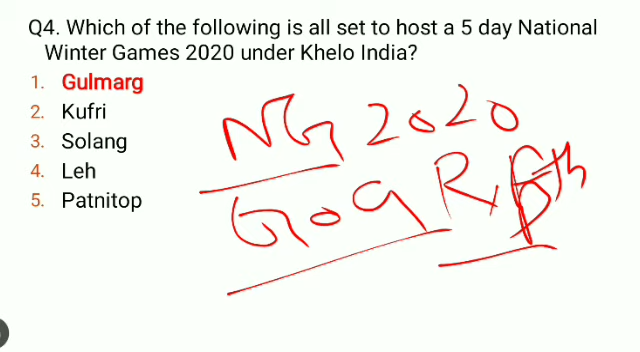 Q4. Which of the following is all set to host a 5 day National
Winter Games 2020 under Khelo India?
1. Gulmarg
2. Kufri
3. Solang
4. Leh
5. Patnitop
NG 2020